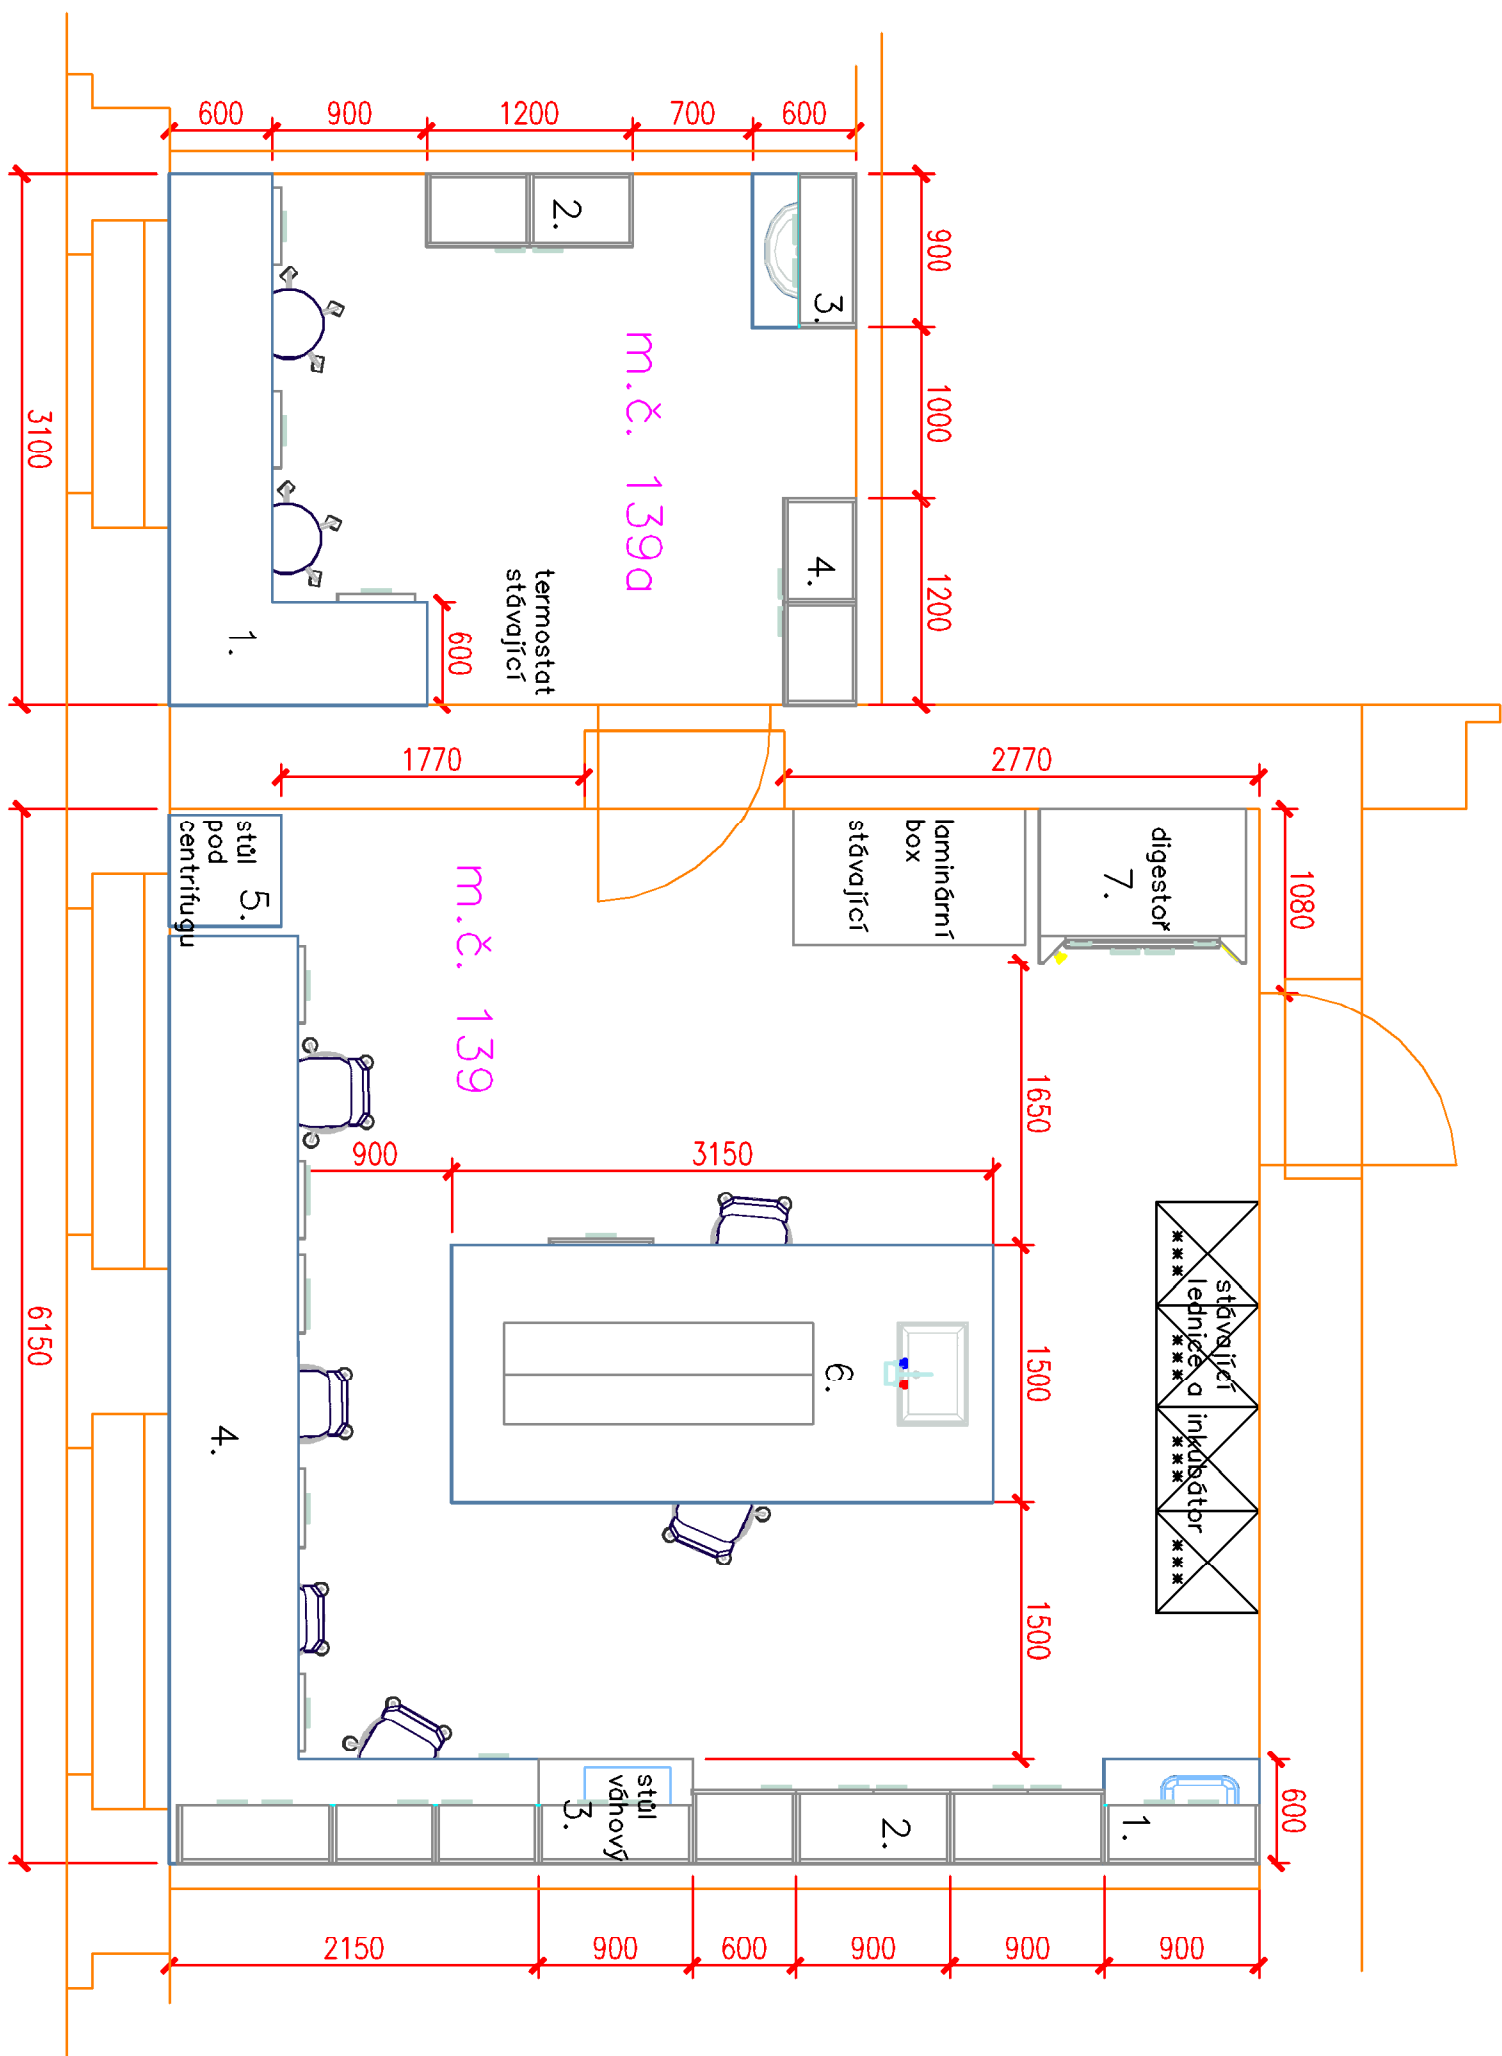 600
900
1200
700
600
900
1000
1200
3100
600
2.
3.
m.č. 139a
4.
termostat
stávající
1.
1770
2770
1080
6150
stůl
pod
centrifugu
5.
m.č. 139
laminární
box
stávající
digestoř
7.
1650
900
3150
1500
1500
6.
stávající
lednice a inkubátor
4.
stůl
váhový
3.
2.
1.
600
2150
900
600
900
900
900